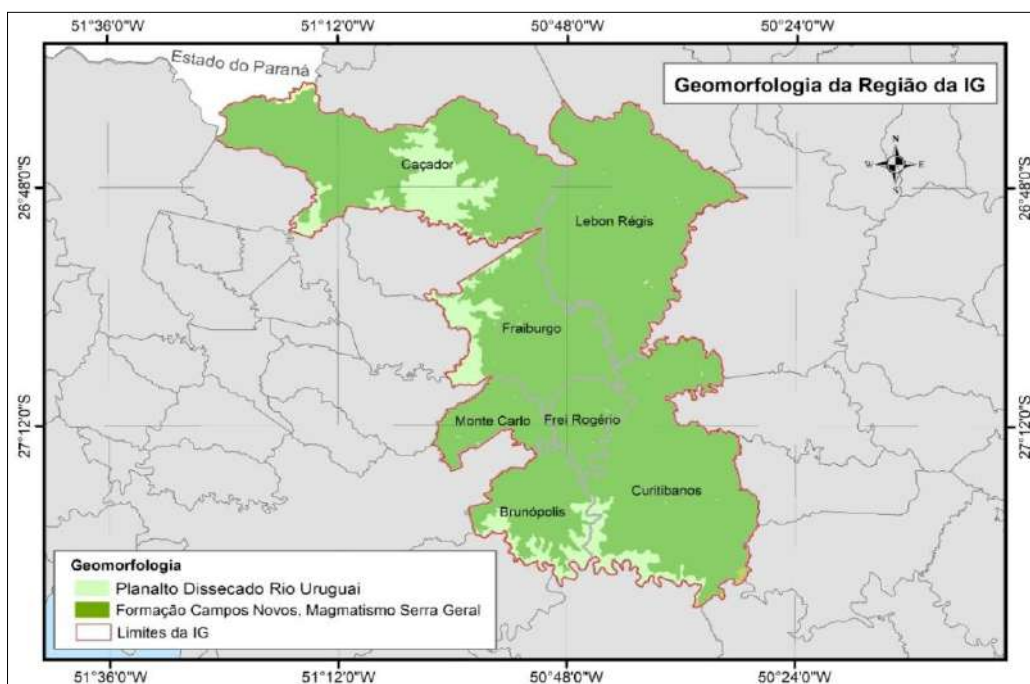 51°36'0"W 51°12'0"W 50°48'0"W 50°24'0"W
Estado do Paraná
Geomorfologia da Região da IG
N
W E
S
Caçador
26°48'0"S 26°48'0"S
Lebon Régis
Fraiburgo
Monte Carlo Frei Rogério
27°12'0"S 27°12'0"S
Curitibanos
Brunópolis
Geomorfologia
Planalto Dissecado Rio Uruguai
Formação Campos Novos, Magmatismo Serra Geral
Limites da IG
51°36'0"W 51°12'0"W 50°48'0"W 50°24'0"W